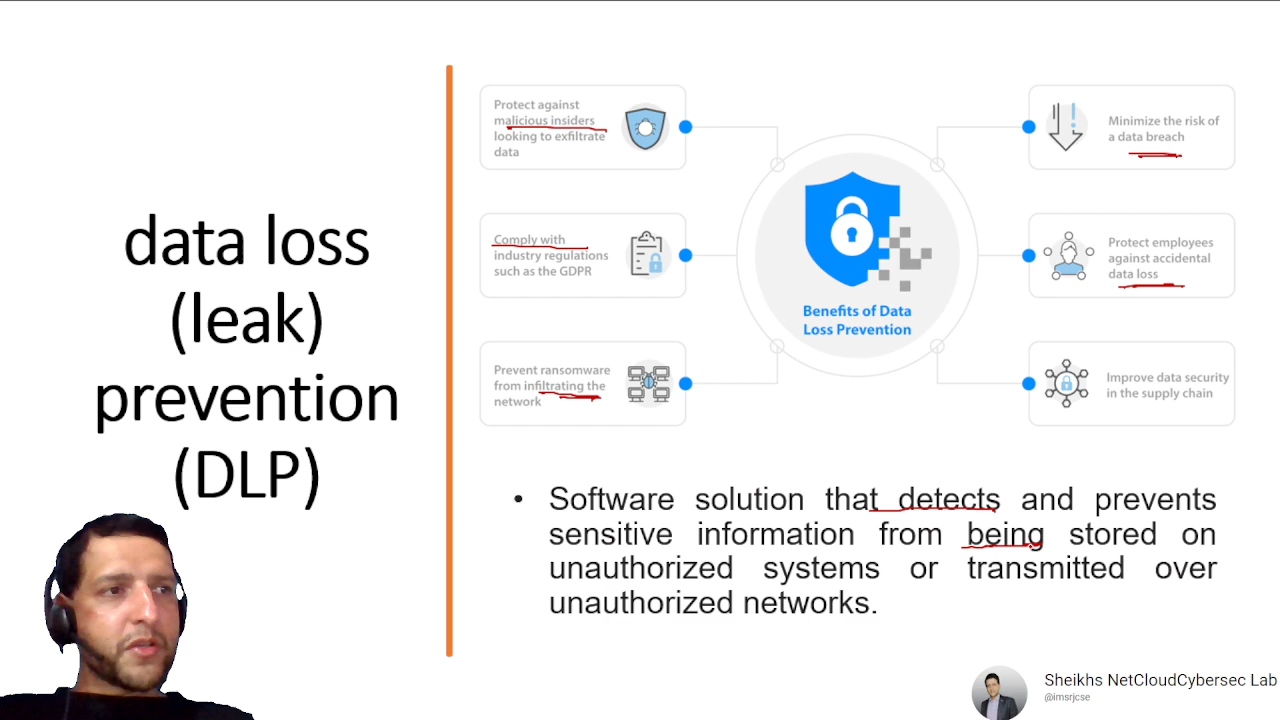 data loss
(leak)
prevention
(DLP)
Protect against
malicious insiders
looking to exfiltrate
data
Comply with
industry regulations
such as the GDPR
Prevent ransomware
from infiltrating the
network
Benefits of Data
Loss Prevention
Minimize the risk of
a data breach
Protect employees
against accidental
data loss
Improve data security
in the supply chain
• Software solution that detects and prevents
sensitive information from being stored on
unauthorized systems or transmitted over
unauthorized networks.
Sheikhs NetCloudCybersec Lab
@imsrjcse